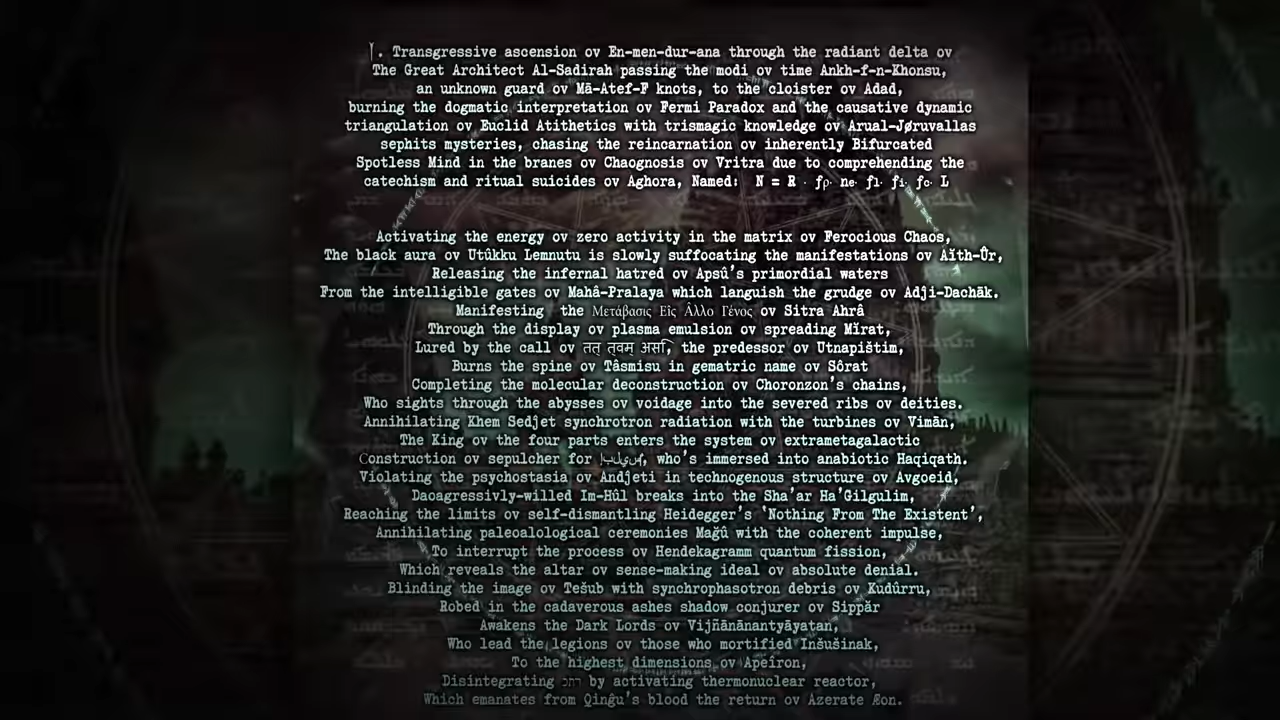 I. Transgressive ascension ov En-men-dur-ana through the radiant delta ov
The Great Architect Al-Sadirah passing the modi ov time Ankh-f-n-Khonsu,
an unknown guard ov Mā-Atef-F knots, to the cloister ov Adad,
burning the dogmatic interpretation ov Fermi Paradox and the causative dynamic
triangulation ov Euclid Atithetics with trismagic knowledge ov Arual-Jøruvallas
sephits mysteries, chasing the reincarnation ov inherently Bifurcated
Spotless Mind in the branes ov Chaognosis ov Vritra due to comprehending the
catechism and ritual suicides ov Aghora, Named: N = R · ƒp· ne· ƒl· ƒi· ƒc· L
Activating the energy ov zero activity in the matrix ov Ferocious Chaos,
The black aura ov Utûkku Lemnutu is slowly suffocating the manifestations ov Aĭth-Ûr,
Releasing the infernal hatred ov Apsû's primordial waters
From the intelligible gates ov Mahâ-Pralaya which languish the grudge ov Adji-Dachāk.
Manifesting the Μετάβασις Εἰς Ἄλλο Γένος ov Sitra Ahrâ
Through the display ov plasma emulsion ov spreading Mĭrat,
Lured by the call ov तत् त्वम् असि, the predessor ov Utnapištim,
Burns the spine ov Tâsmisu in gematric name ov Sôrat
Completing the molecular deconstruction ov Choronzon's chains,
Who sights through the abysses ov voidage into the severed ribs ov deities.
Annihilating Khem Sedjet synchrotron radiation with the turbines ov Vimān,
The King ov the four parts enters the system ov extrametagalactic
Construction ov sepulcher for إبليس, who's immersed into anabiotic Haqiqath.
Violating the psychostasia ov Andjeti in technogenous structure ov Avgoeid,
Daoagressivly-willed Im-Hûl breaks into the Sha'ar Ha'Gilgulim,
Reaching the limits ov self-dismantling Heidegger's 'Nothing From The Existent',
Annihilating paleoalological ceremonies Mağû with the coherent impulse,
To interrupt the process ov Hendekagramm quantum fission,
Which reveals the altar ov sense-making ideal ov absolute denial.
Blinding the image ov Tešub with synchrophasotron debris ov Kudûrru,
Robed in the cadaverous ashes shadow conjurer ov Sippăr
Awakens the Dark Lords ov Vijñānānantyāyatan,
Who lead the legions ov those who mortified Inšušinak,
To the highest dimensions ov Apeîron,
Disintegrating by activating thermonuclear reactor,
Which emanates from Qinĝu's blood the return ov Azerate Æon.